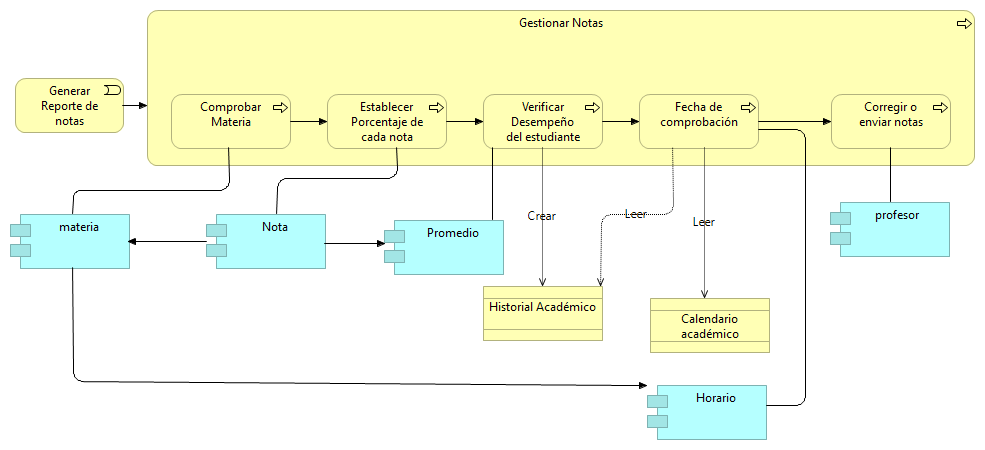 Gestionar Notas
Generar
Reporte de
notas
Comprobar
Materia
Establecer
Porcentaje de
cada nota
Verificar
Desempeño
del estudiante
Fecha de
comprobación
Corregir o
enviar notas
materia
Nota
Promedio
Crear
Leer
Leer
profesor
Historial Académico
Calendario
académico
Horario